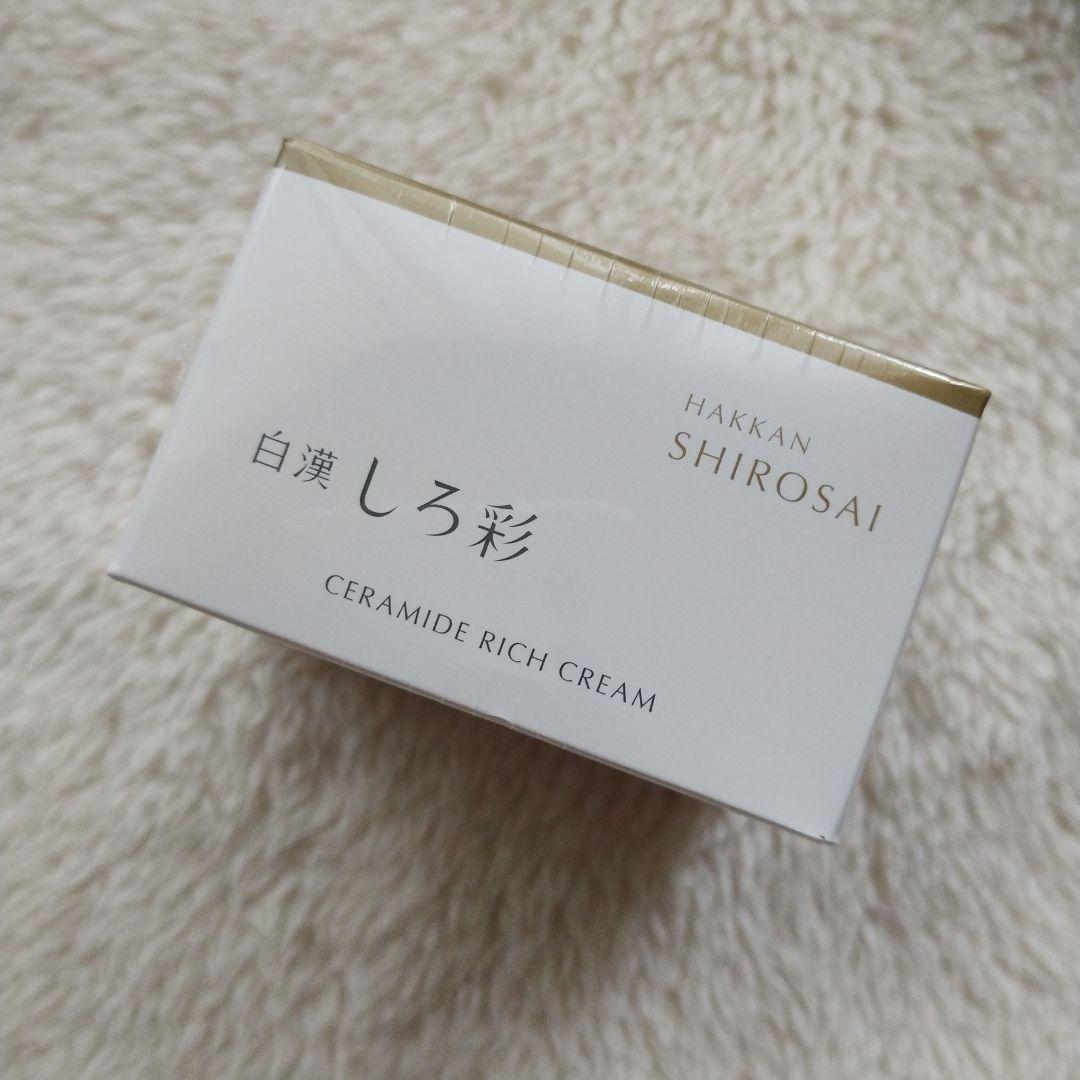 HAKKAN
SHIROSAI
白漢 しろ彩
CERAMIDE RICH CREAM